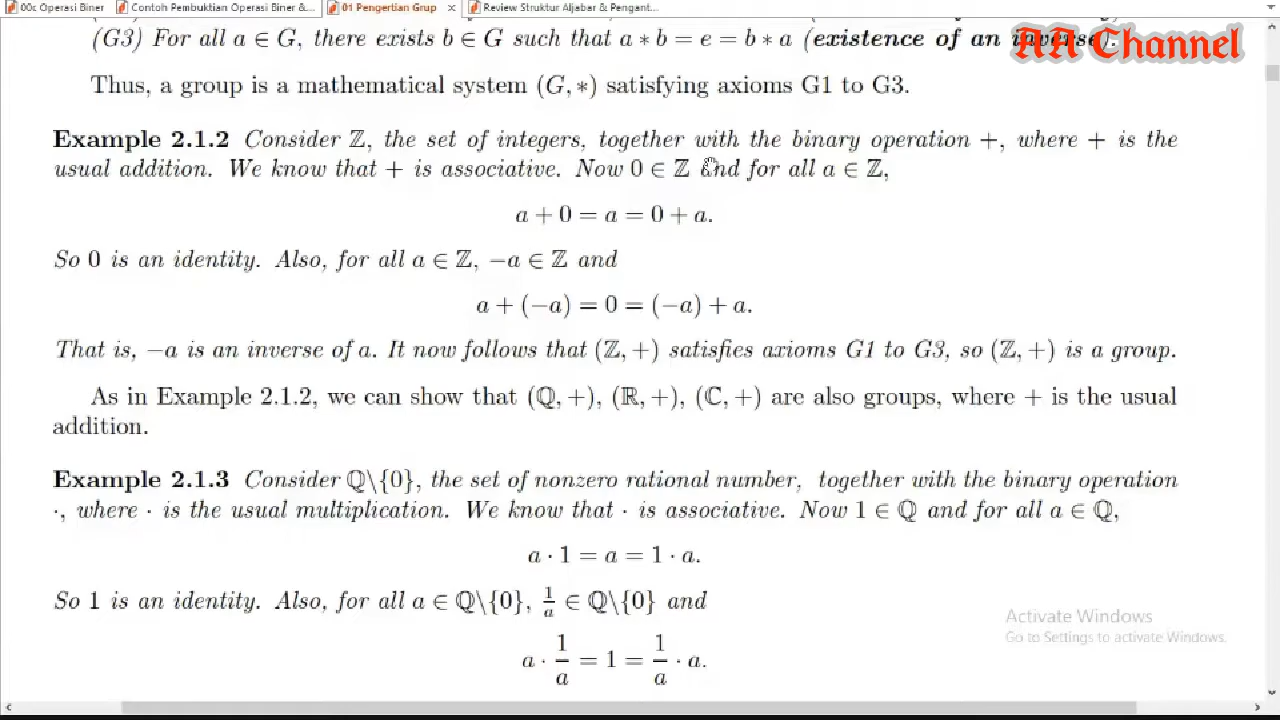 00c Operasi Biner Contoh Pembuktian Operasi Biner &... 01 Pengertian Grup × Review Struktur Aljabar & Pengant...
AA Channel
(G3) For all a ∈ G, there exists b ∈ G such that a ∗ b = e = b ∗ a (existence of an inverse).
Thus, a group is a mathematical system (G, ∗) satisfying axioms G1 to G3.
Example 2.1.2 Consider ℤ, the set of integers, together with the binary operation +, where + is the
usual addition. We know that + is associative. Now 0 ∈ ℤ and for all a ∈ ℤ,
a + 0 = a = 0 + a.
So 0 is an identity. Also, for all a ∈ ℤ, −a ∈ ℤ and
a + (−a) = 0 = (−a) + a.
That is, −a is an inverse of a. It now follows that (ℤ, +) satisfies axioms G1 to G3, so (ℤ, +) is a group.
As in Example 2.1.2, we can show that (ℚ, +), (ℝ, +), (ℂ, +) are also groups, where + is the usual
addition.
Example 2.1.3 Consider ℚ\{0}, the set of nonzero rational number, together with the binary operation
·, where · is the usual multiplication. We know that · is associative. Now 1 ∈ ℚ and for all a ∈ ℚ,
a · 1 = a = 1 · a.
So 1 is an identity. Also, for all a ∈ ℚ\{0}, 1/a ∈ ℚ\{0} and
a · 1/a = 1 = 1/a · a.
Activate Windows
Go to Settings to activate Windows.